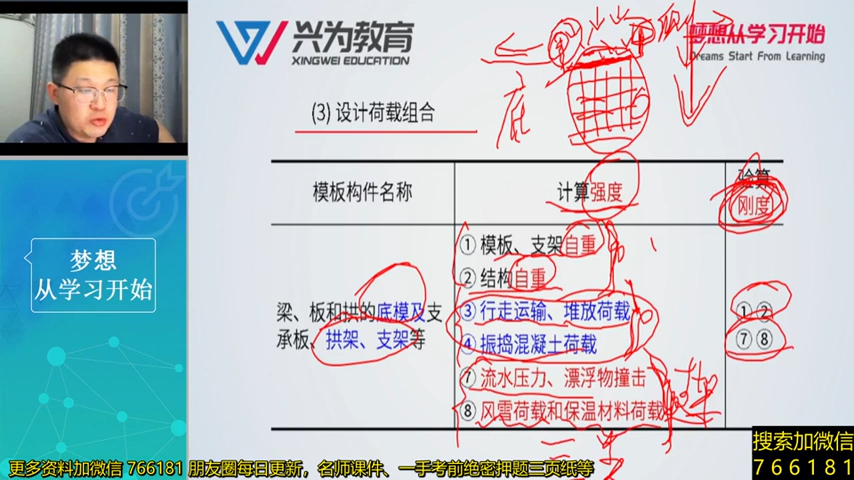 兴为教育
XINGWEI EDUCATION
梦想从学习开始
Dreams Start From Learning
底
(3) 设计荷载组合
模板构件名称
计算强度
验算
刚度
梁、板和拱的底模及支
承板、拱架、支架等
① 模板、支架自重
② 结构自重
③ 行走运输、堆放荷载
④ 振捣混凝土荷载
⑦ 流水压力、漂浮物撞击
⑧ 风雪荷载和保温材料荷载
① ②
⑦ ⑧
梦想
从学习开始
更多资料加微信 766181 朋友圈每日更新，名师课件、一手考前绝密押题三页纸等
搜索加微信
766181